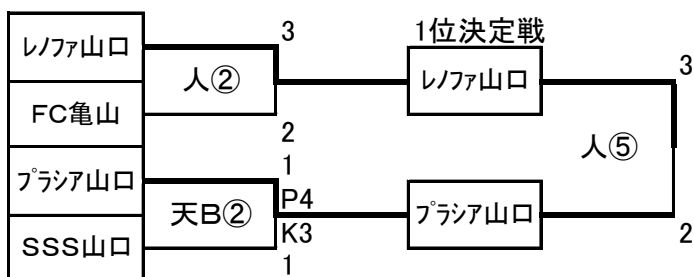 3
1位決定戦
3
レノファ山口
人②
レノファ山口
FC亀山
2
人⑤
1
プラシア山口
P4
天B②
プラシア山口
K3
2
SSS山口
1